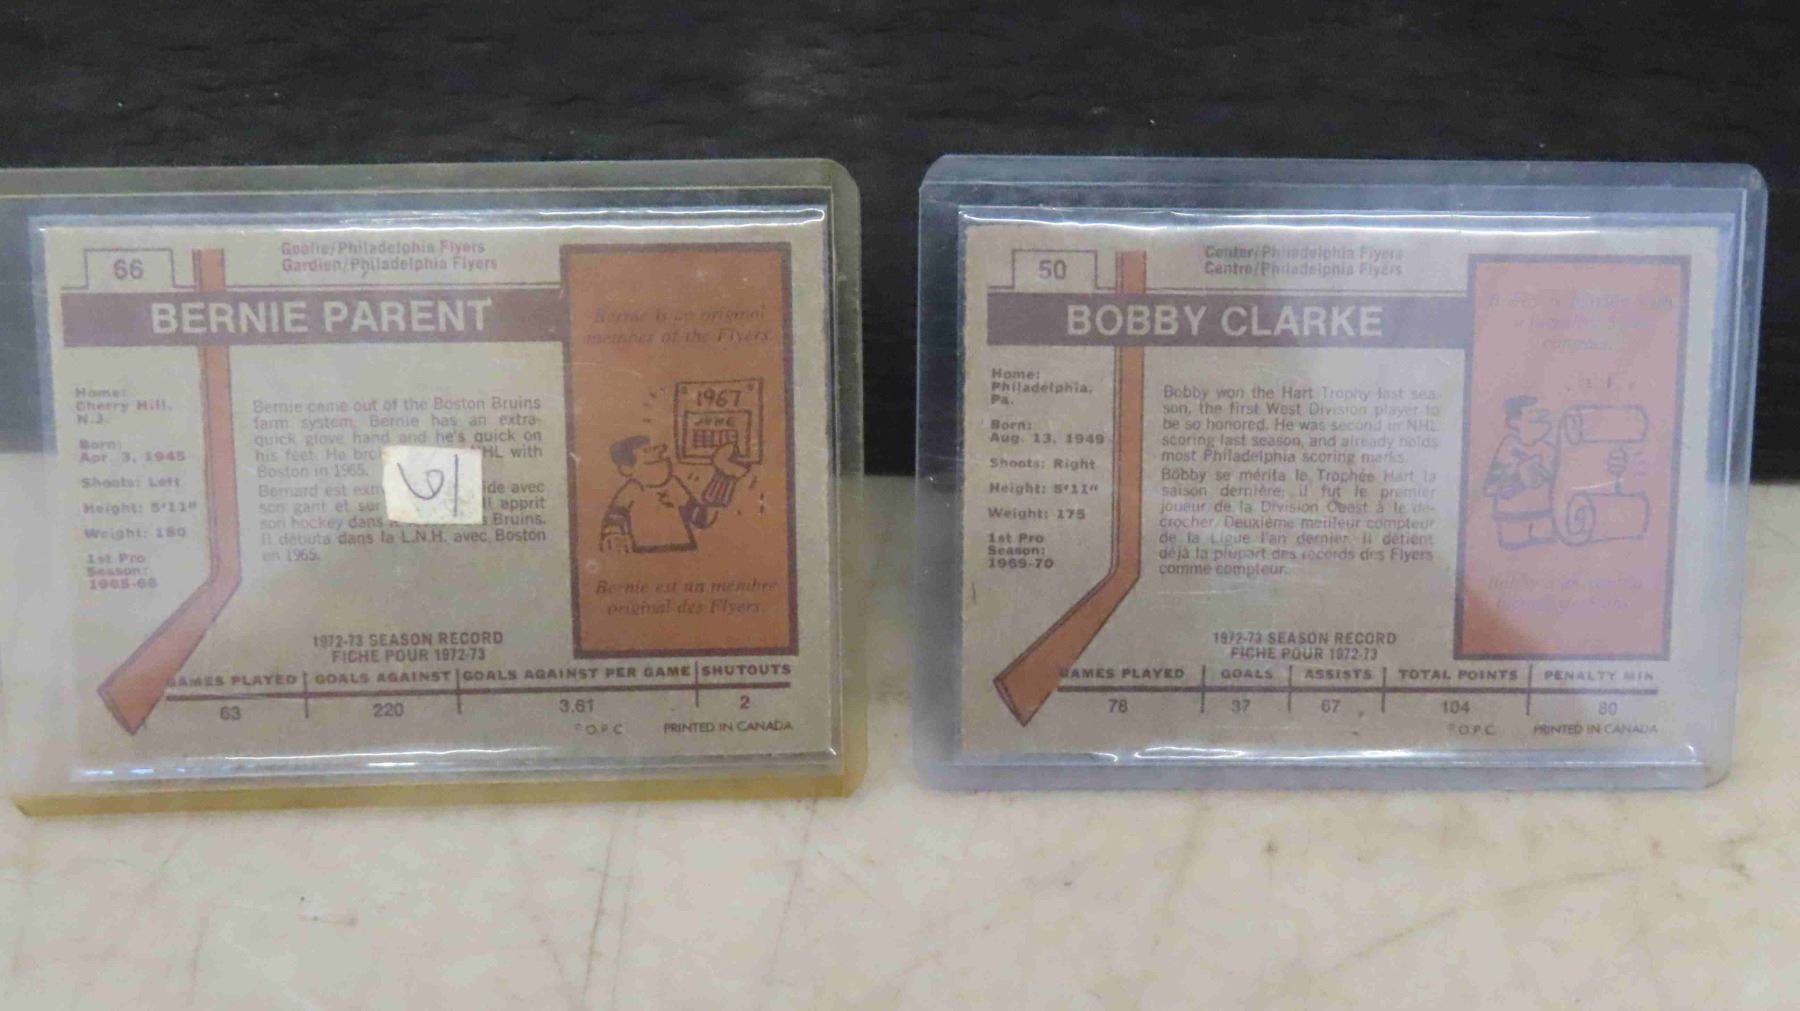 66
Goalie/Philadelphia Flyers
Gardien/Philadelphia Flyers
BERNIE PARENT
Home:
Cherry Hill,
N.J.
Born:
Apr. 3, 1945
Shoots: Left
Height: 5'11"
Weight: 180
1st Pro
Season:
1965-66
Bernie came out of the Boston Bruins
farm system. Bernie has an extra-
quick glove hand and he's quick on
his feet. He HL with
Boston in 1965.
Bernard est ide avec
son gant et sur il apprit
son hockey dans s Bruins.
Il débuta dans la L.N.H. avec Boston
en 1965.
61
Bernie is an original
member of the Flyers.
1967
JUNE
Bernie est un membre
original des Flyers.
1972-73 SEASON RECORD
FICHE POUR 1972-73
GAMES PLAYED GOALS AGAINST GOALS AGAINST PER GAME SHUTOUTS
63 220 3.61 2
© O.P.C. PRINTED IN CANADA
50
Center/Philadelphia Flyers
Centre/Philadelphia Flyers
BOBBY CLARKE
Home:
Philadelphia,
Pa.
Born:
Aug. 13, 1949
Shoots: Right
Height: 5'11"
Weight: 175
1st Pro
Season:
1969-70
Bobby won the Hart Trophy last sea-
son, the first West Division player to
be so honored. He was second in NHL
scoring last season, and already holds
most Philadelphia scoring marks.
Bobby se mérita le Trophée Hart la
saison dernière; il fut le premier
joueur de la Division Ouest à le dé-
crocher. Deuxième meilleur compteur
de la Ligue l'an dernier. Il détient
déjà la plupart des records des Flyers
comme compteur.
1972-73 SEASON RECORD
FICHE POUR 1972-73
GAMES PLAYED GOALS ASSISTS TOTAL POINTS PENALTY MIN
78 37 67 104 80
© O.P.C. PRINTED IN CANADA